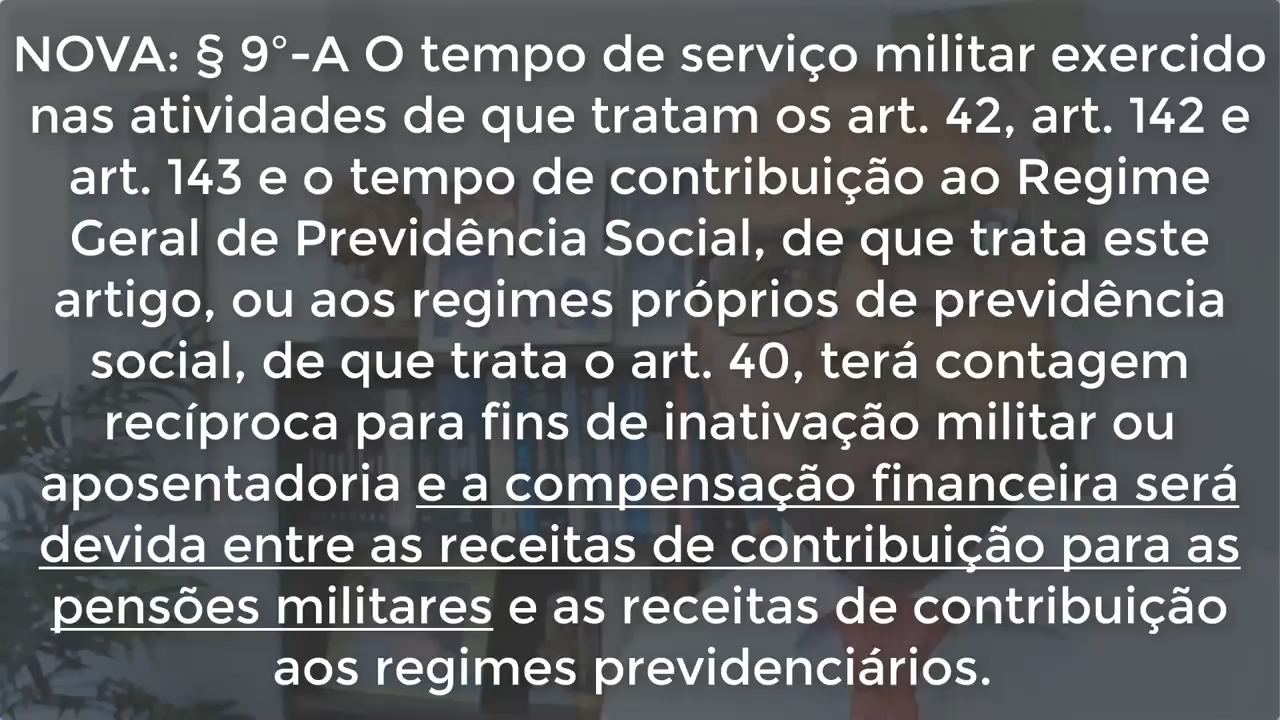 NOVA: § 9°-A O tempo de serviço militar exercido
nas atividades de que tratam os art. 42, art. 142 e
art. 143 e o tempo de contribuição ao Regime
Geral de Previdência Social, de que trata este
artigo, ou aos regimes próprios de previdência
social, de que trata o art. 40, terá contagem
recíproca para fins de inativação militar ou
aposentadoria e a compensação financeira será
devida entre as receitas de contribuição para as
pensões militares e as receitas de contribuição
aos regimes previdenciários.